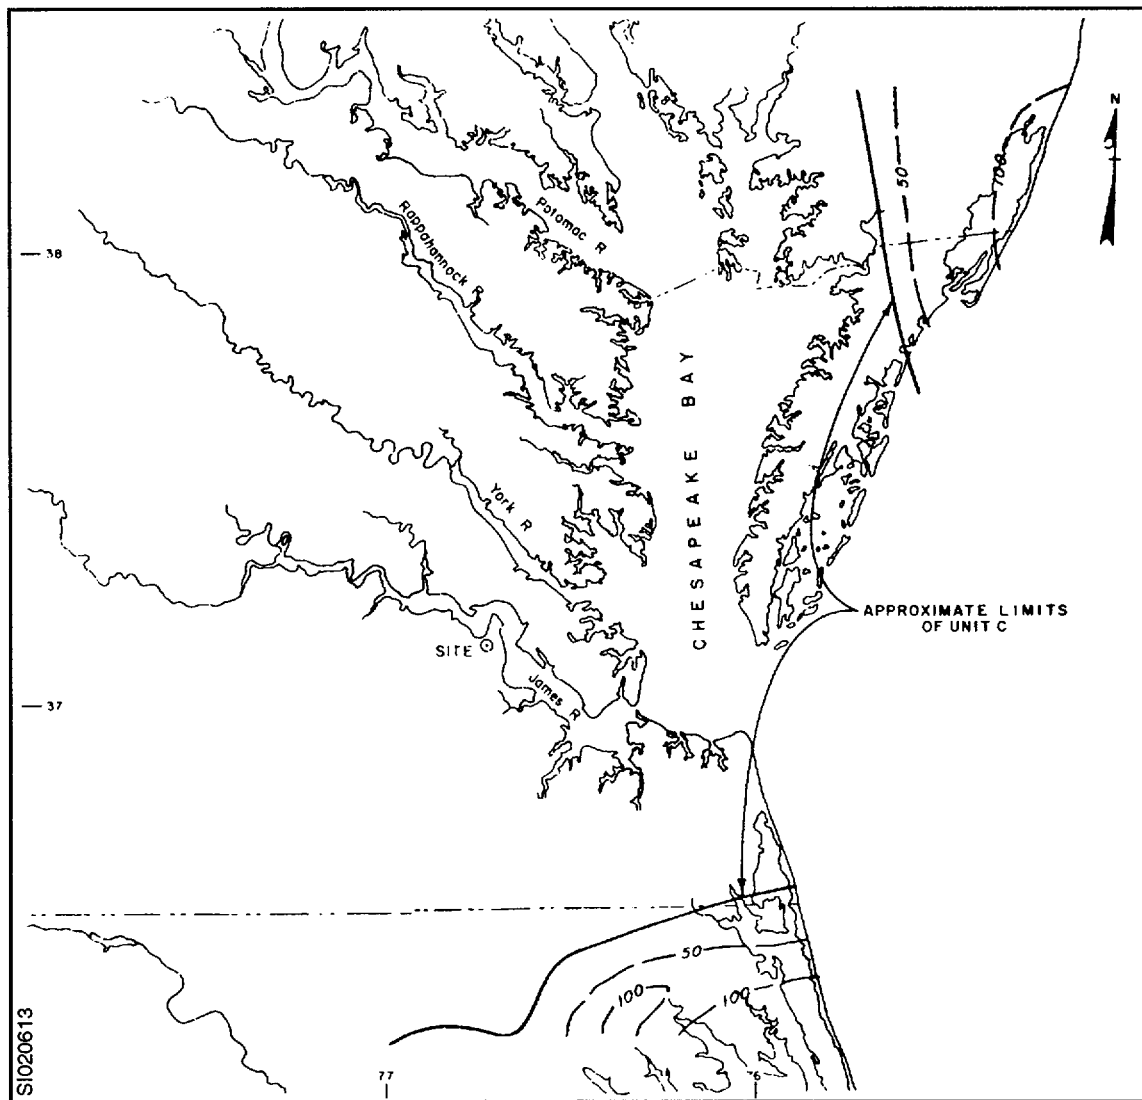 N
50
100
38
Potomac R
Rappahannock R
CHESAPEAKE BAY
York R
APPROXIMATE LIMITS
OF UNIT C
SITE
James R
37
50
100
100
SI020613
77
76